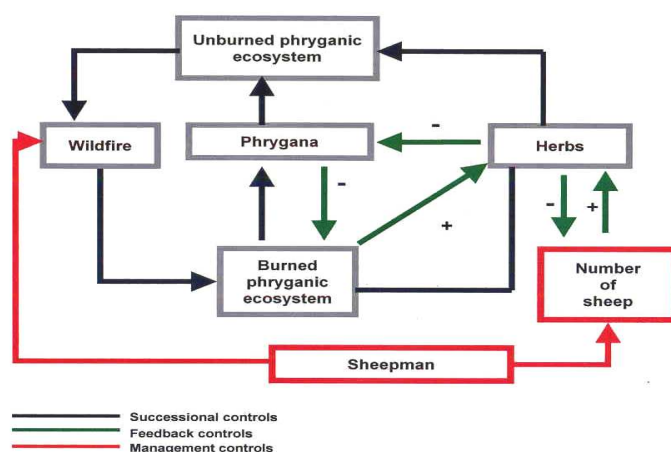 Unburned phryganic
ecosystem
Wildfire
Phrygana
-
Herbs
-
+
-
+
Burned
phryganic
ecosystem
Number
of
sheep
Sheepman
Successional controls
Feedback controls
Management controls